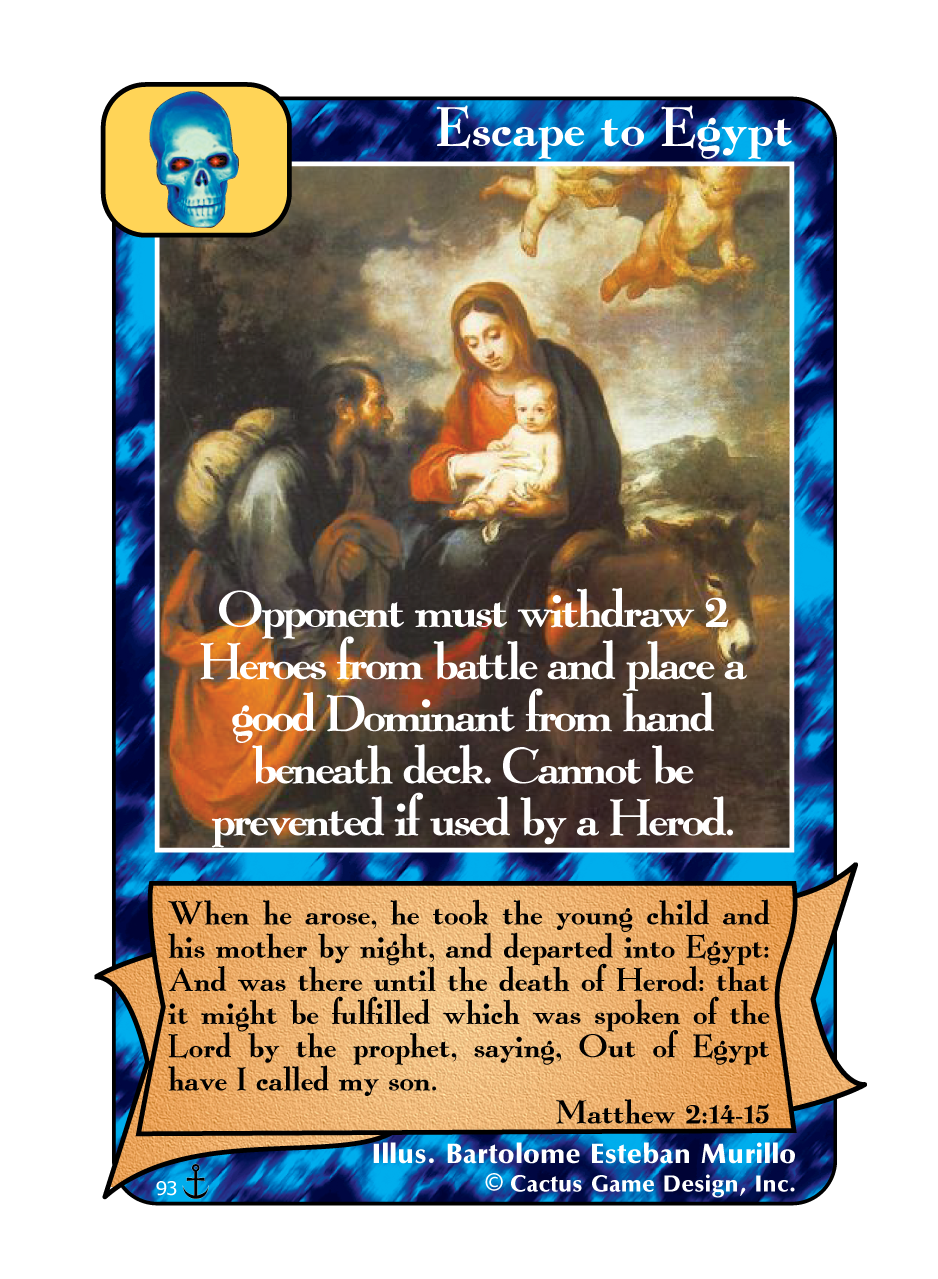 Escape to Egypt
Opponent must withdraw 2
Heroes from battle and place a
good Dominant from hand
beneath deck. Cannot be
prevented if used by a Herod.
When he arose, he took the young child and
his mother by night, and departed into Egypt:
And was there until the death of Herod: that
it might be fulfilled which was spoken of the
Lord by the prophet, saying, Out of Egypt
have I called my son.
Matthew 2:14-15
Illus. Bartolome Esteban Murillo
© Cactus Game Design, Inc.
93